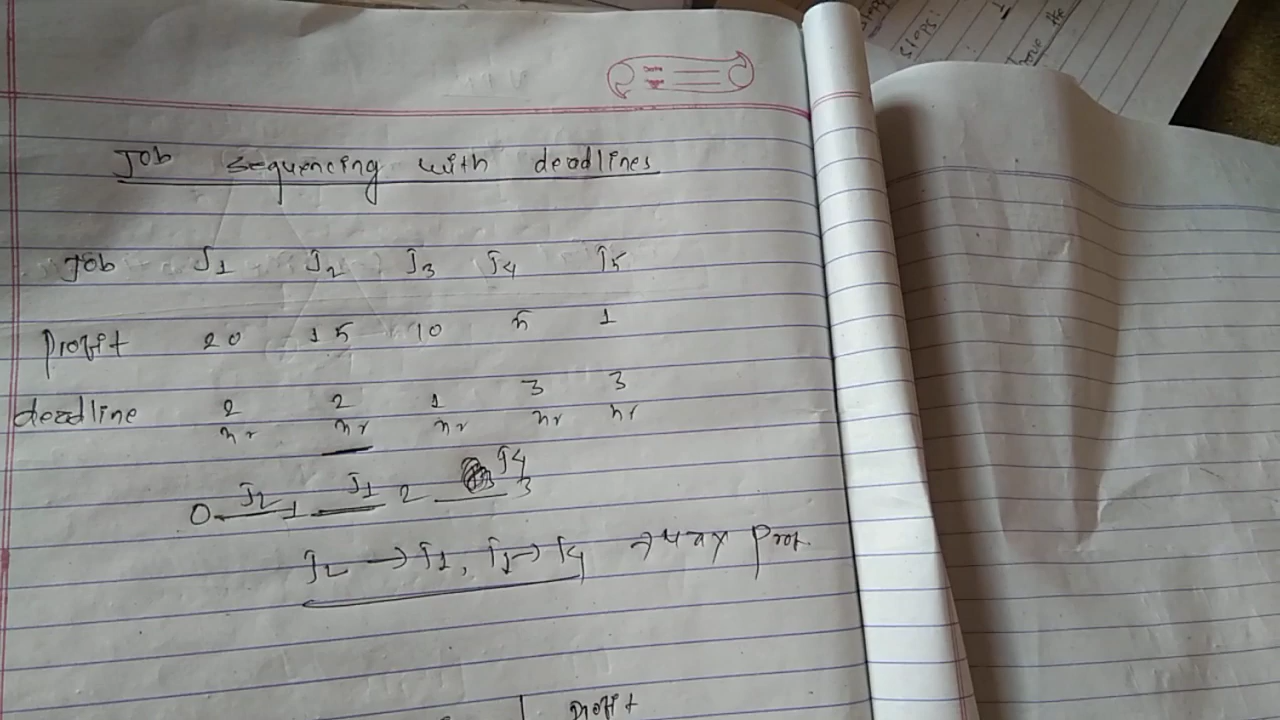 Job sequencing with deadlines
Job J1 J2 J3 J4 J5
Profit 20 15 10 5 1
deadline 2 2 1 3 3
hr hr hr hr hr
0 J2 1 J1 2 J4 3
J2 → J1, J1 → J4 → Max Prof.
Profit